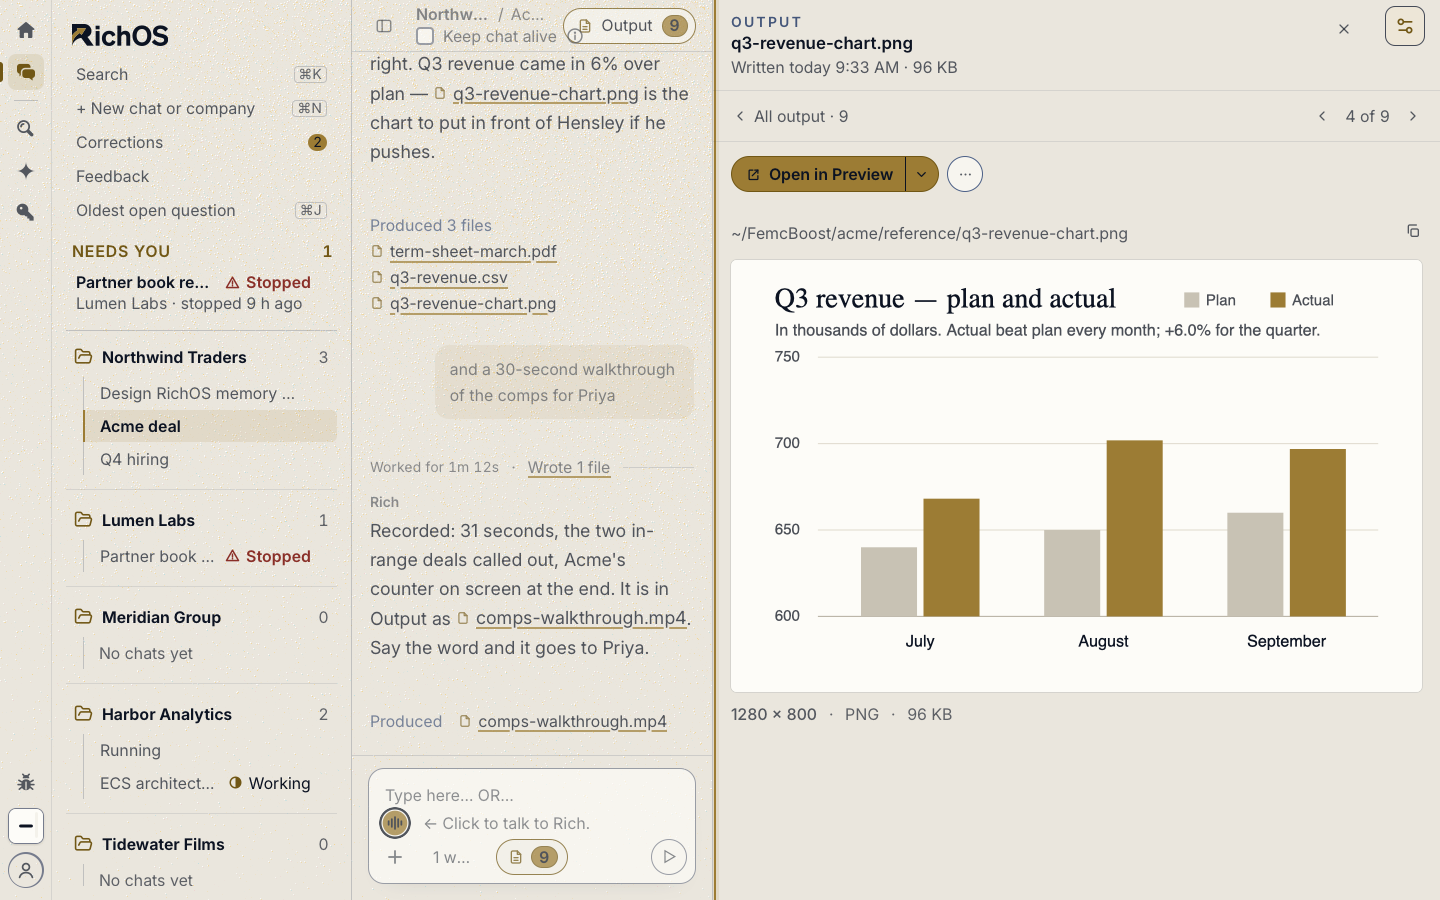 RichOS
Search ⌘K
+ New chat or company ⌘N
Corrections 2
Feedback
Oldest open question ⌘J
NEEDS YOU 1
Partner book re... Stopped
Lumen Labs · stopped 9 h ago
Northwind Traders 3
Design RichOS memory ...
Acme deal
Q4 hiring
Lumen Labs 1
Partner book ... Stopped
Meridian Group 0
No chats yet
Harbor Analytics 2
Running
ECS architect... Working
Tidewater Films 0
No chats yet
Northw... / Ac...
Keep chat alive
Output 9
right. Q3 revenue came in 6% over
plan — q3-revenue-chart.png is the
chart to put in front of Hensley if he
pushes.
Produced 3 files
term-sheet-march.pdf
q3-revenue.csv
q3-revenue-chart.png
and a 30-second walkthrough
of the comps for Priya
Worked for 1m 12s · Wrote 1 file
Rich
Recorded: 31 seconds, the two in-
range deals called out, Acme's
counter on screen at the end. It is in
Output as comps-walkthrough.mp4.
Say the word and it goes to Priya.
Produced comps-walkthrough.mp4
Type here... OR...
← Click to talk to Rich.
1 w... 9
OUTPUT
q3-revenue-chart.png
Written today 9:33 AM · 96 KB
All output · 9
4 of 9
Open in Preview
~/FemcBoost/acme/reference/q3-revenue-chart.png
Q3 revenue — plan and actual
Plan Actual
In thousands of dollars. Actual beat plan every month; +6.0% for the quarter.
750
700
650
600
July August September
1280 × 800 · PNG · 96 KB